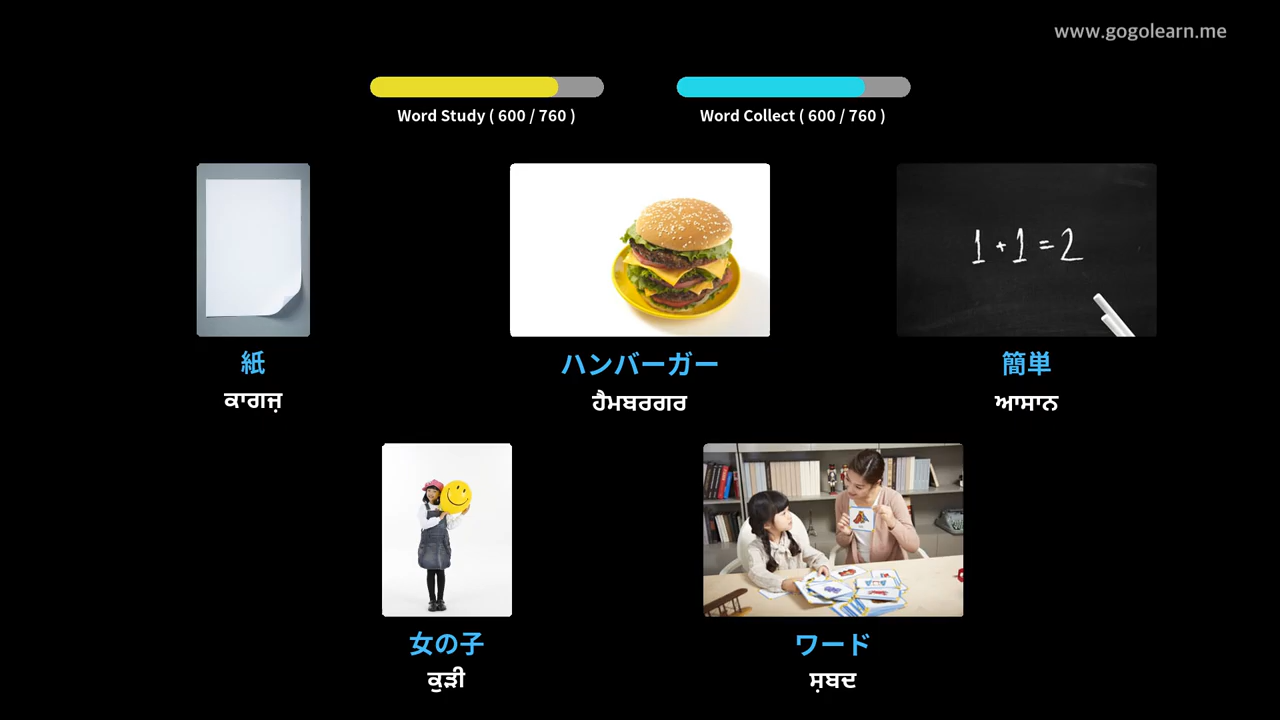 www.gogolearn.me
Word Study ( 600 / 760 )
Word Collect ( 600 / 760 )
1 + 1 = 2
紙
ਕਾਗਜ਼
ハンバーガー
ਹੈਮਬਰਗਰ
簡単
ਆਸਾਨ
女の子
ਕੁੜੀ
ワード
ਸ਼ਬਦ